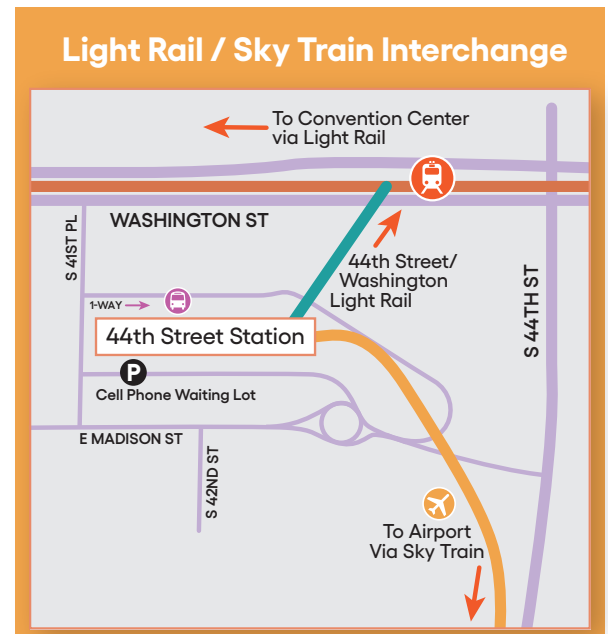 Light Rail / Sky Train Interchange
To Convention Center
via Light Rail
WASHINGTON ST
S 41ST PL
44th Street/
Washington
Light Rail
1-WAY
44th Street Station
S 44TH ST
P
Cell Phone Waiting Lot
E MADISON ST
S 42ND ST
To Airport
Via Sky Train